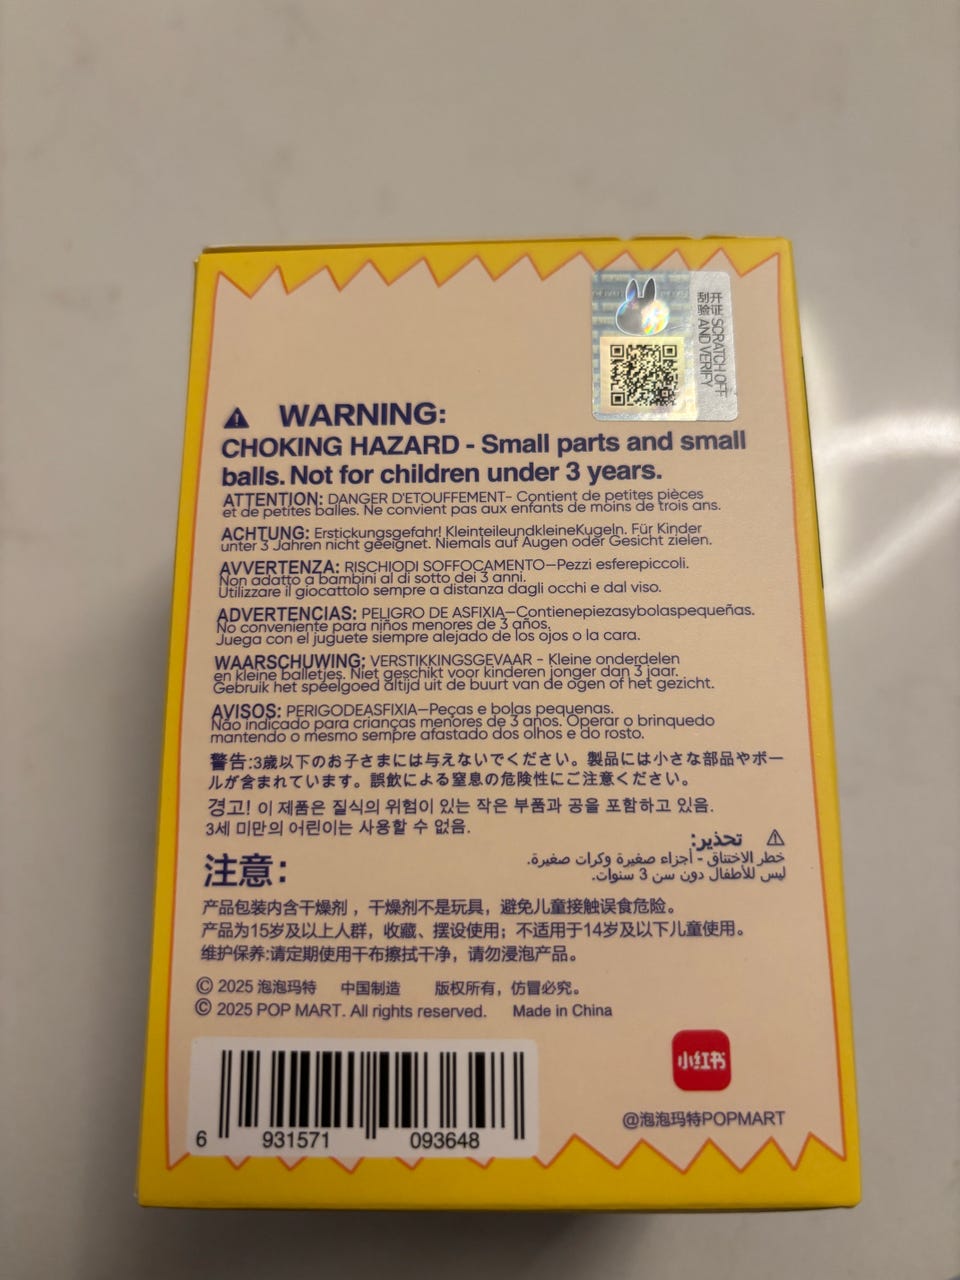 开证 SCRATCH OFF
刮验 AND VERIFY
WARNING:
CHOKING HAZARD - Small parts and small
balls. Not for children under 3 years.
ATTENTION: DANGER D'ETOUFFEMENT- Contient de petites pièces
et de petites balles. Ne convient pas aux enfants de moins de trois ans.
ACHTUNG: Erstickungsgefahr! KleinteileundkleineKugeln. Für Kinder
unter 3 Jahren nicht geeignet. Niemals auf Augen oder Gesicht zielen.
AVVERTENZA: RISCHIODI SOFFOCAMENTO—Pezzi esferepiccoli.
Non adatto a bambini al di sotto dei 3 anni.
Utilizzare il giocattolo sempre a distanza dagli occhi e dal viso.
ADVERTENCIAS: PELIGRO DE ASFIXIA—Contienepiezasybolaspequeñas.
No conveniente para niños menores de 3 años.
Juega con el juguete siempre alejado de los ojos o la cara.
WAARSCHUWING: VERSTIKKINGSGEVAAR - Kleine onderdelen
en kleine balletjes. Niet geschikt voor kinderen jonger dan 3 jaar.
Gebruik het speelgoed altijd uit de buurt van de ogen of het gezicht.
AVISOS: PERIGODEASFIXIA—Peças e bolas pequenas.
Não indicado para crianças menores de 3 anos. Operar o brinquedo
mantendo o mesmo sempre afastado dos olhos e do rosto.
警告:3歳以下のお子さまには与えないでください。製品には小さな部品やボー
ルが含まれています。誤飲による窒息の危険性にご注意ください。
경고! 이 제품은 질식의 위험이 있는 작은 부품과 공을 포함하고 있음.
3세 미만의 어린이는 사용할 수 없음.
تحذير:
خطر الاختناق - أجزاء صغيرة وكرات صغيرة.
ليس للأطفال دون سن 3 سنوات.
注意：
产品包装内含干燥剂，干燥剂不是玩具，避免儿童接触误食危险。
产品为15岁及以上人群，收藏、摆设使用；不适用于14岁及以下儿童使用。
维护保养:请定期使用干布擦拭干净，请勿浸泡产品。
© 2025 泡泡玛特 中国制造 版权所有，仿冒必究。
© 2025 POP MART. All rights reserved. Made in China
小红书
@泡泡玛特POPMART
6 931571 093648